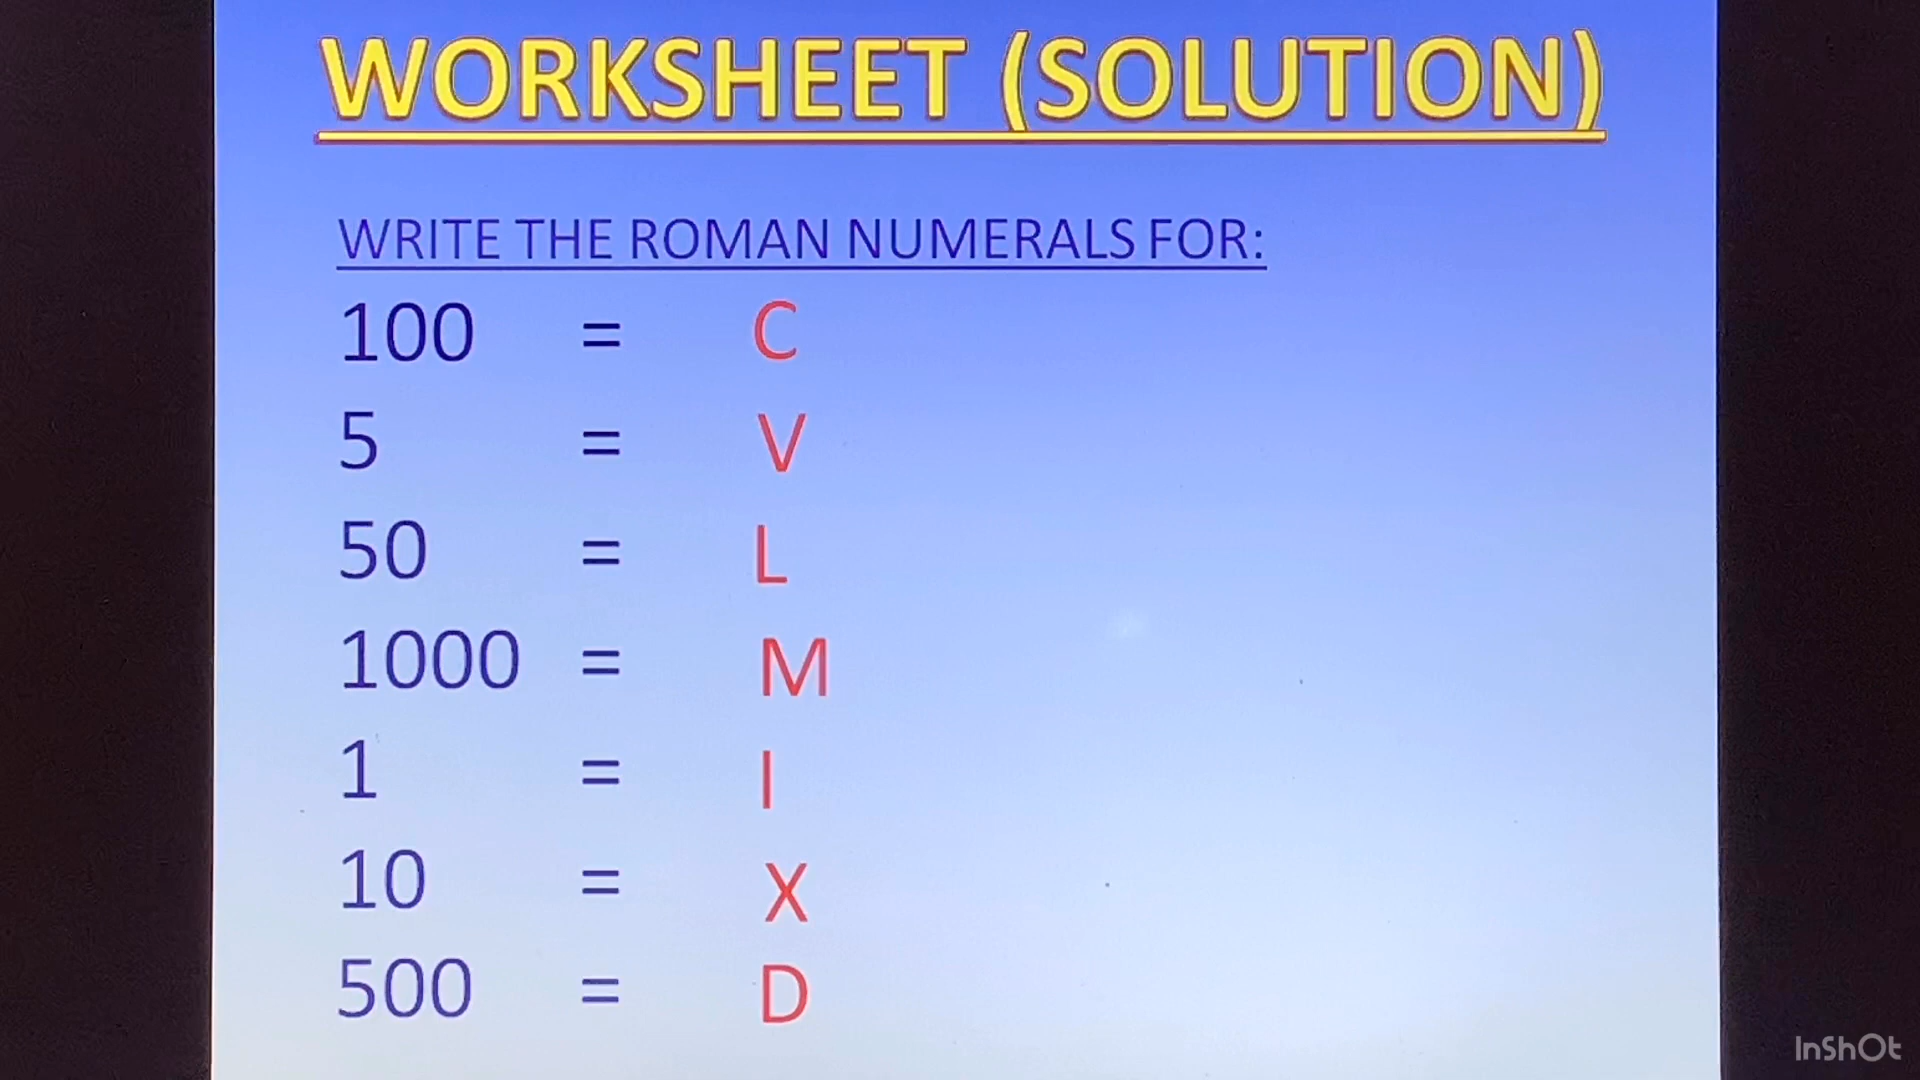 WORKSHEET (SOLUTION)
WRITE THE ROMAN NUMERALS FOR:
100 = C
5 = V
50 = L
1000 = M
1 = I
10 = X
500 = D
InShOt